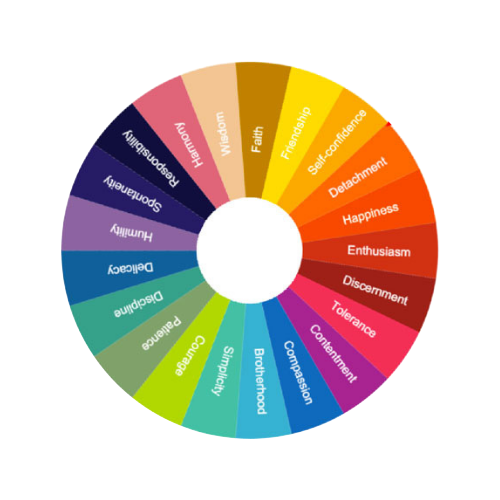 Faith
Friendship
Self-confidence
Detachment
Happiness
Enthusiasm
Discernment
Tolerance
Contentment
Compassion
Brotherhood
Simplicity
Courage
Patience
Discipline
Delicacy
Humility
Spontaneity
Responsibility
Harmony
Wisdom